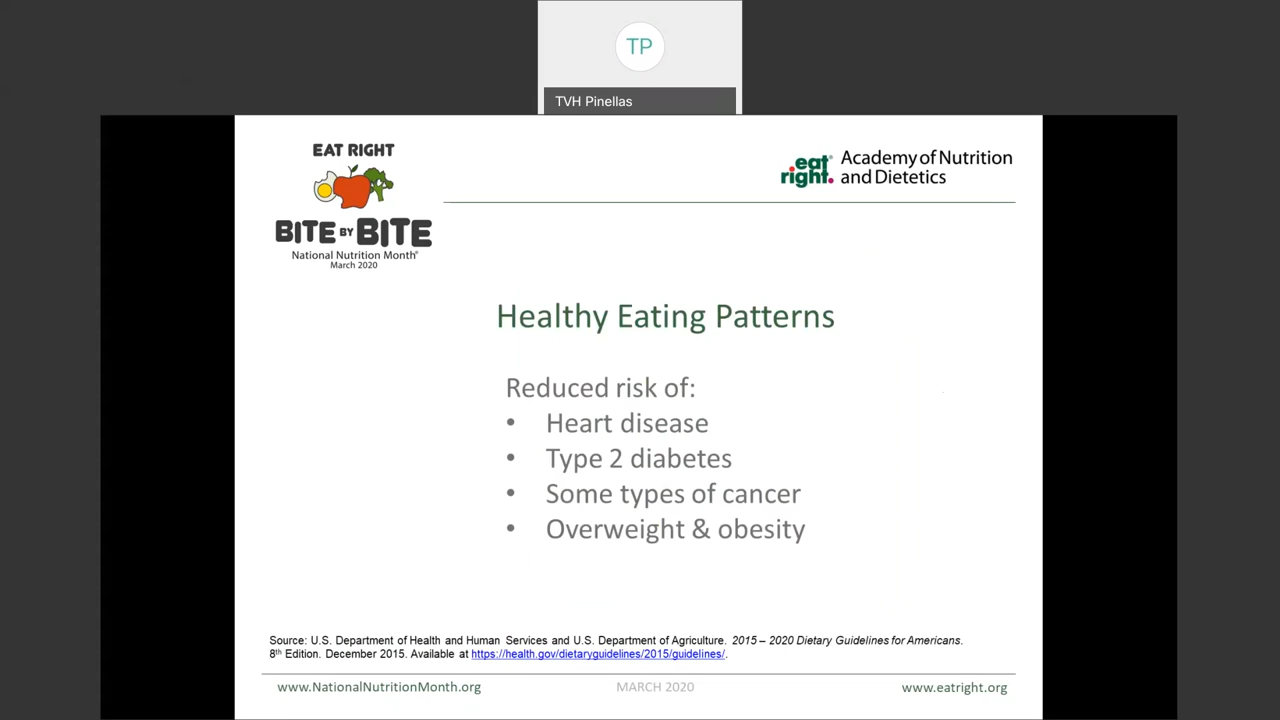 TP
TVH Pinellas
EAT RIGHT
BITE BY BITE
National Nutrition Month®
March 2020
eat right. Academy of Nutrition
and Dietetics
Healthy Eating Patterns
Reduced risk of:
• Heart disease
• Type 2 diabetes
• Some types of cancer
• Overweight & obesity
Source: U.S. Department of Health and Human Services and U.S. Department of Agriculture. 2015 – 2020 Dietary Guidelines for Americans.
8th Edition. December 2015. Available at https://health.gov/dietaryguidelines/2015/guidelines/.
www.NationalNutritionMonth.org
MARCH 2020
www.eatright.org